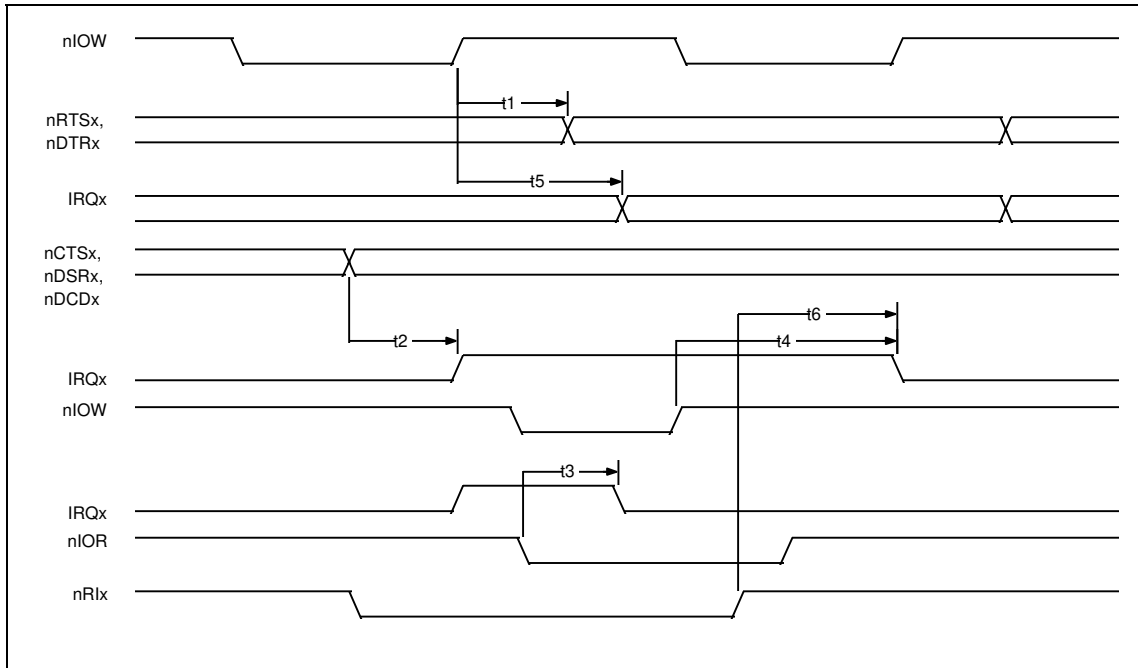 nIOW
t1
nRTSx,
nDTRx
t5
IRQx
nCTSx,
nDSRx,
nDCDx
t6
t2
t4
IRQx
nIOW
t3
IRQx
nIOR
nRIx